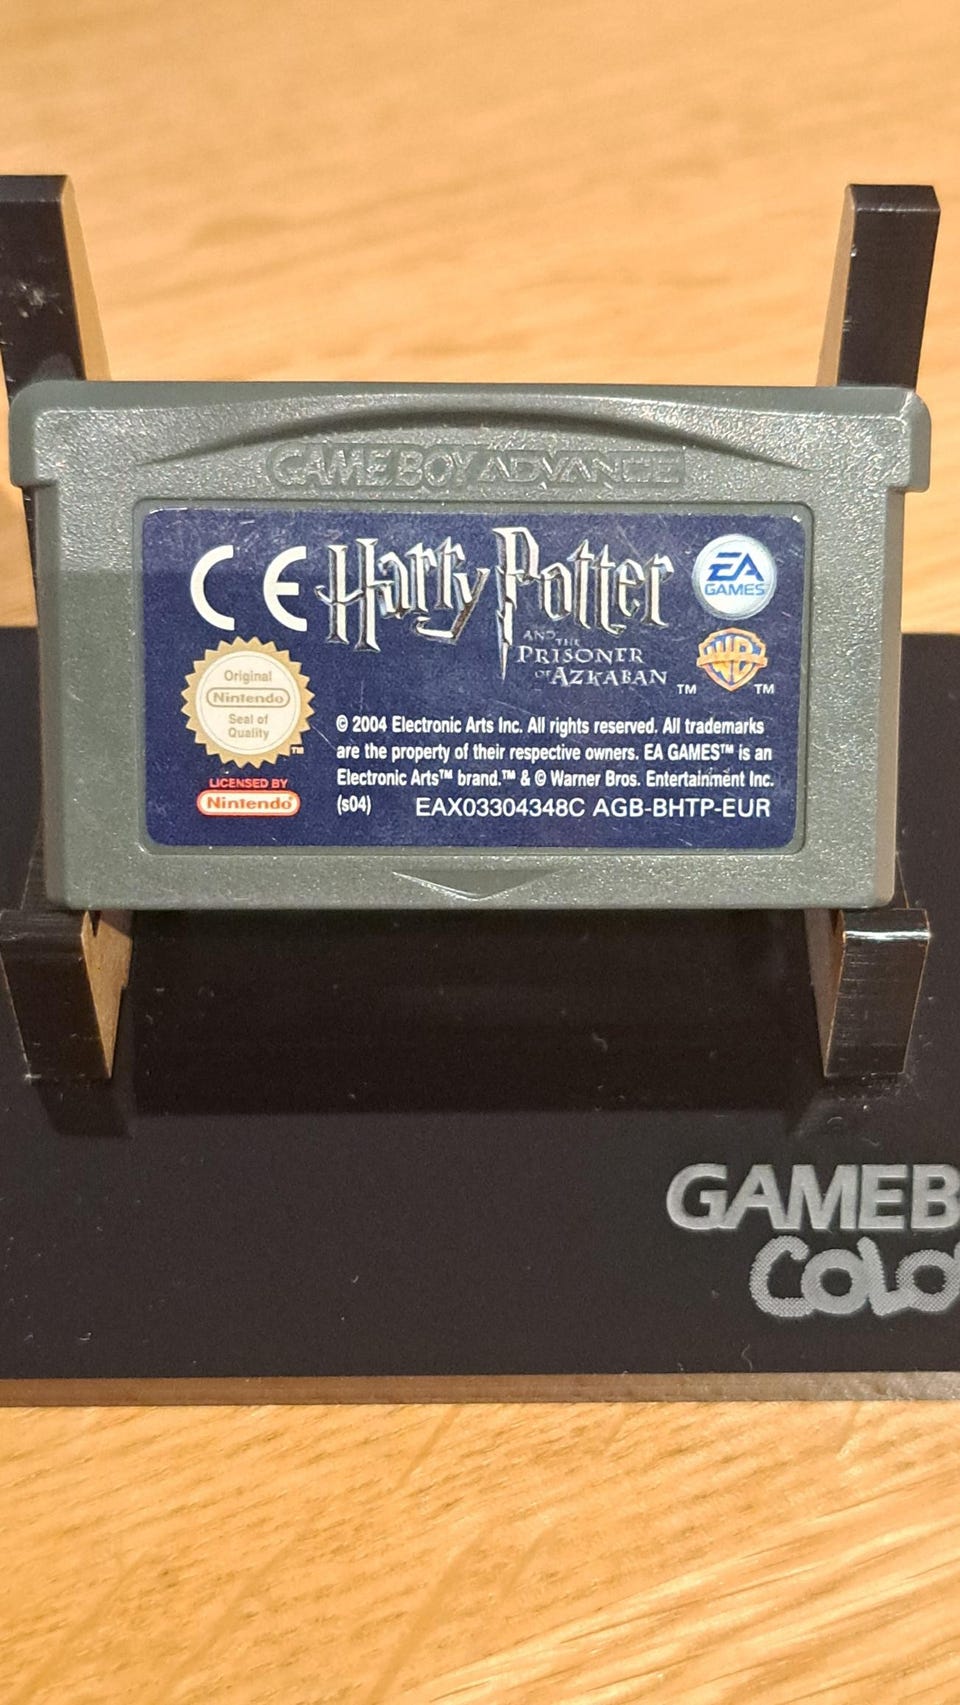 GAME BOY ADVANCE
CE
Harry Potter
AND THE
PRISONER
OF AZKABAN
TM
EA
GAMES
WB
TM
Original
Nintendo
Seal of
Quality
TM
LICENSED BY
Nintendo
© 2004 Electronic Arts Inc. All rights reserved. All trademarks
are the property of their respective owners. EA GAMES™ is an
Electronic Arts™ brand.™ & © Warner Bros. Entertainment Inc.
(s04) EAX03304348C AGB-BHTP-EUR
GAMEB
COLO